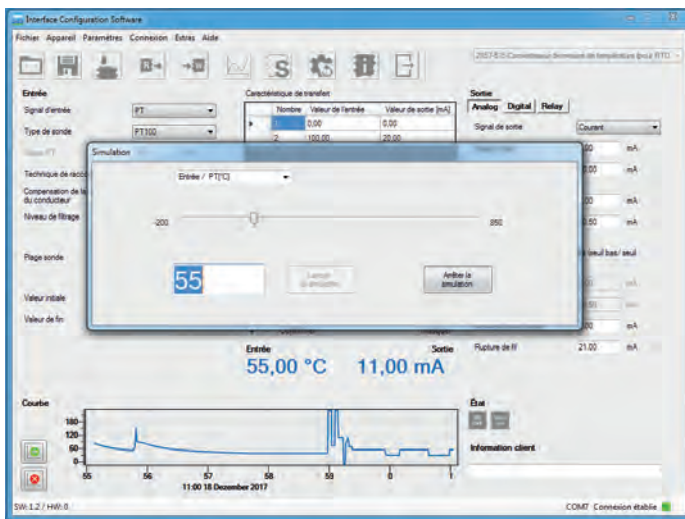 Interface Configuration Software
Fichier Appareil Paramètres Connexion Extras Aide
Entrée
Signal d'entrée
PT
Type de sonde
PT100
Technique de racco
Compensation de la
du conducteur
Niveau de filtrage
Plage sonde
Valeur initiale
Valeur de fin
Caractéristique de transfert
Nombre Valeur de l'entrée Valeur de sortie [mA]
1 0,00 0,00
2 100,00 20,00
Sortie
Analog Digital Relay
Signal de sortie
Courant
mA
mA
mA
mA
mA
Rupture de fil
21,00 mA
Simulation
Entrée / PT[°C]
-200
850
55
Lancer
la simulation
Arrêter la
simulation
Entrée
Sortie
55,00 °C 11,00 mA
Courbe
180
120
60
0
55 56 57 58 59 0 1
11:00 18 Dezember 2017
État
Information client
SW:1.2 / HW:0.
COM7 Connexion établie